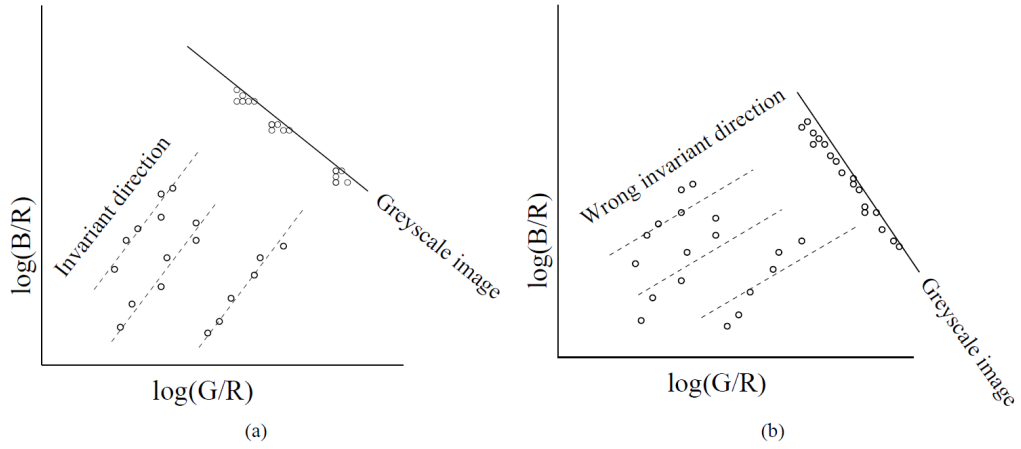 log(B/R)
Invariant direction
Greyscale image
log(G/R)
(a)
log(B/R)
Wrong invariant direction
Greyscale image
log(G/R)
(b)